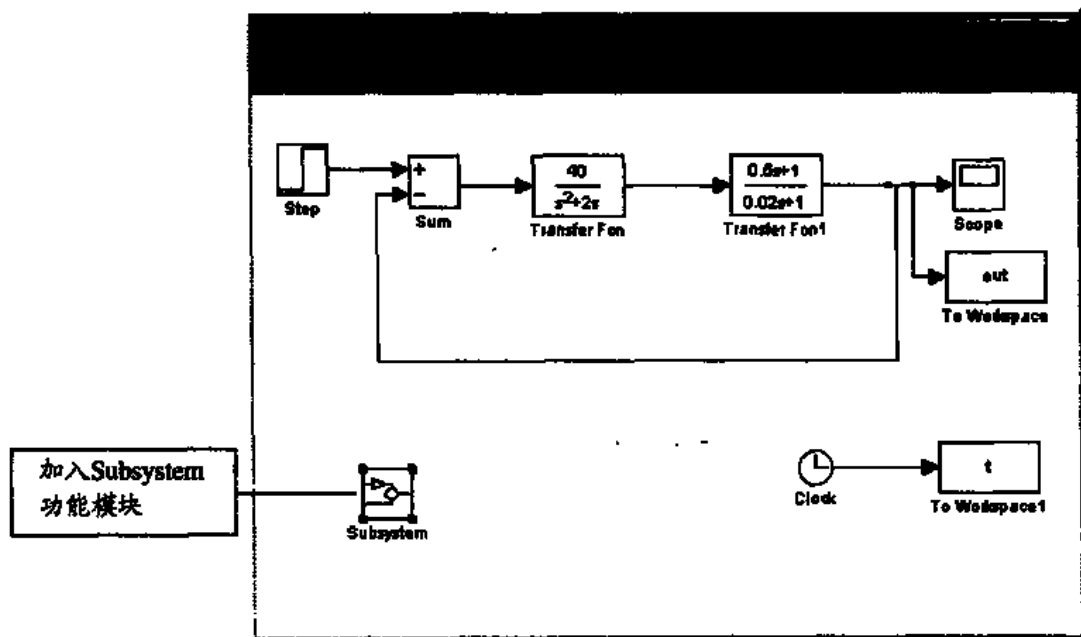 +
−
Step
Sum
40
s²+2s
Transfer Fcn
0.5s+1
0.02s+1
Transfer Fcn1
Scope
out
To Workspace
加入Subsystem
功能模块
Subsystem
Clock
t
To Workspace1